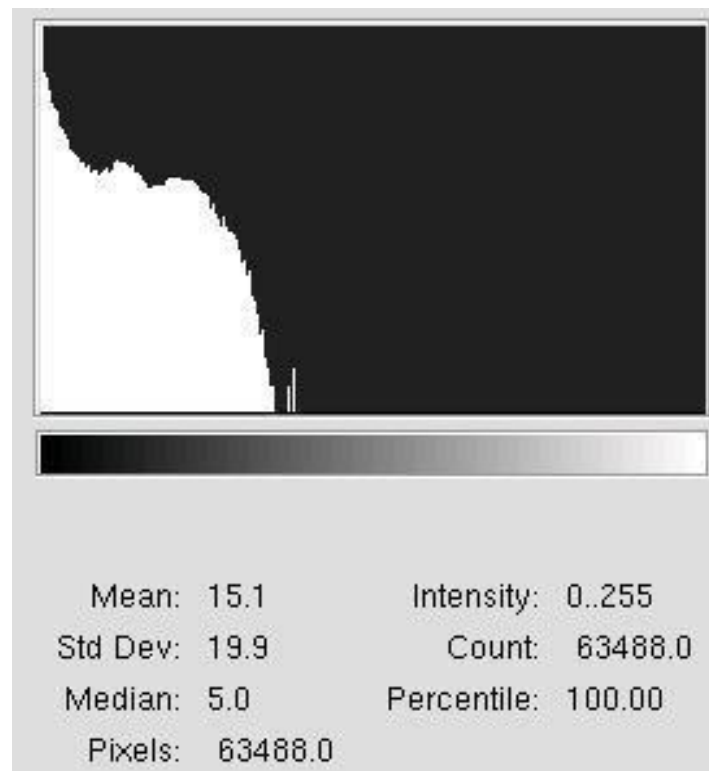 Mean: 15.1 Intensity: 0..255
Std Dev: 19.9 Count: 63488.0
Median: 5.0 Percentile: 100.00
Pixels: 63488.0